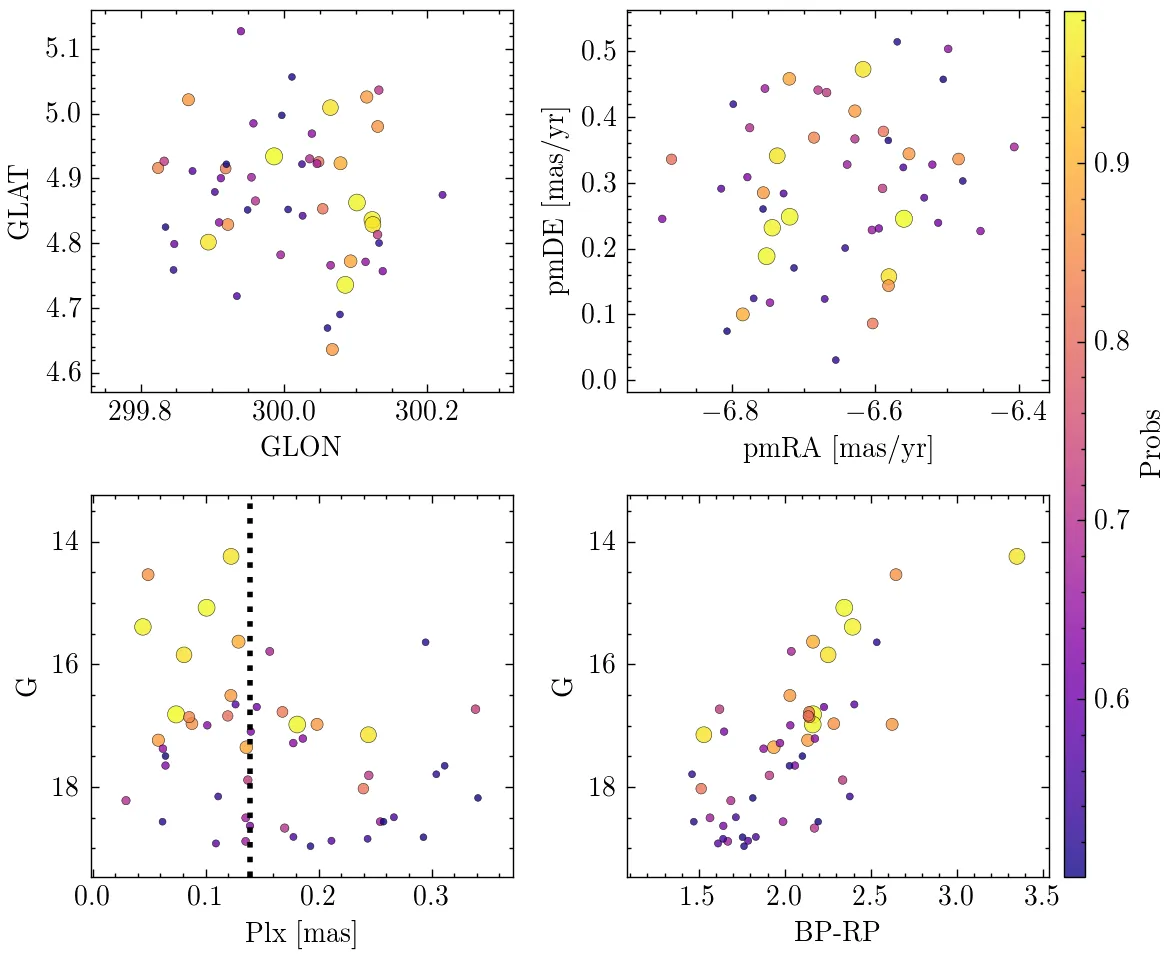 5.1
5.0
4.9
4.8
4.7
4.6
GLAT
299.8 300.0 300.2
GLON
0.5
0.4
0.3
0.2
0.1
0.0
pmDE [mas/yr]
−6.8 −6.6 −6.4
pmRA [mas/yr]
14
16
18
G
0.0 0.1 0.2 0.3
Plx [mas]
14
16
18
G
1.5 2.0 2.5 3.0 3.5
BP-RP
0.9
0.8
0.7
0.6
Probs